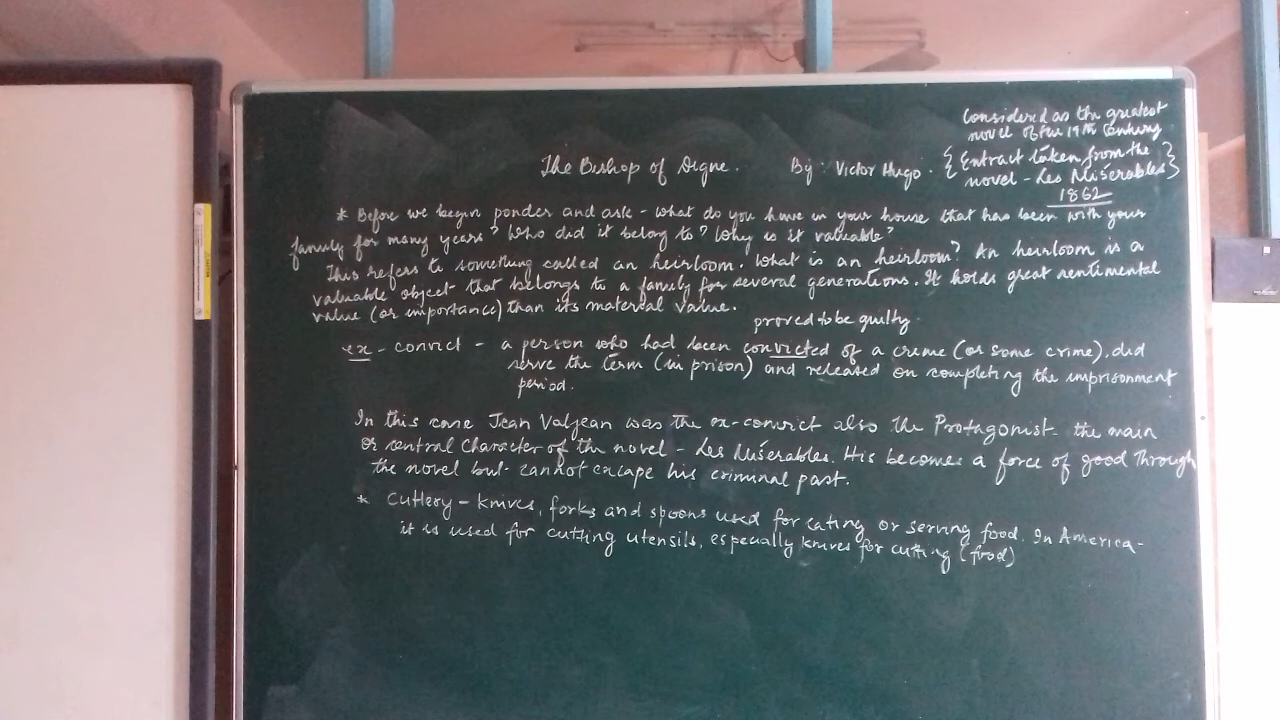 Considered as the greatest
novel of the 19th Century
The Bishop of Digne. By: Victor Hugo. { Extract taken from the
novel - Les Misérables }
1862
* Before we begin ponder and ask - what do you have in your house that has been with your
family for many years? Who did it belong to? Why is it valuable?
This refers to something called an heirloom. What is an heirloom? An heirloom is a
valuable object that belongs to a family for several generations. It holds great sentimental
value (or importance) than its material value.
proved to be guilty.
ex - convict - a person who had been convicted of a crime (or some crime), did
serve the term (in prison) and released on completing the imprisonment
period.
In this case Jean Valjean was the ex-convict also the Protagonist - the main
or central character of the novel - Les Misérables. His becomes a force of good through
the novel but cannot escape his criminal past.
* Cutlery - knives, forks and spoons used for eating or serving food. In America -
it is used for cutting utensils, especially knives for cutting (food)